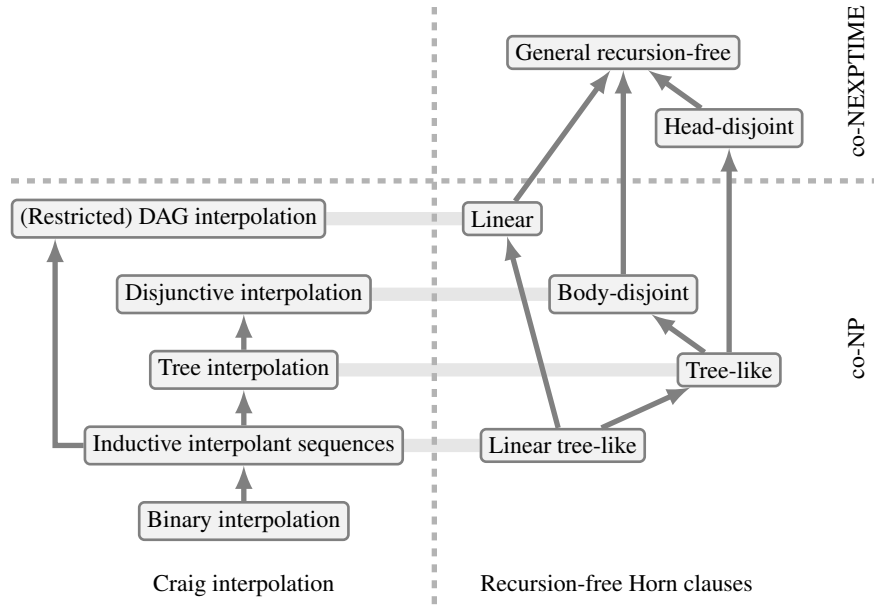 General recursion-free
Head-disjoint
co-NEXPTIME
(Restricted) DAG interpolation
Linear
Disjunctive interpolation
Body-disjoint
Tree interpolation
Tree-like
co-NP
Inductive interpolant sequences
Linear tree-like
Binary interpolation
Craig interpolation
Recursion-free Horn clauses